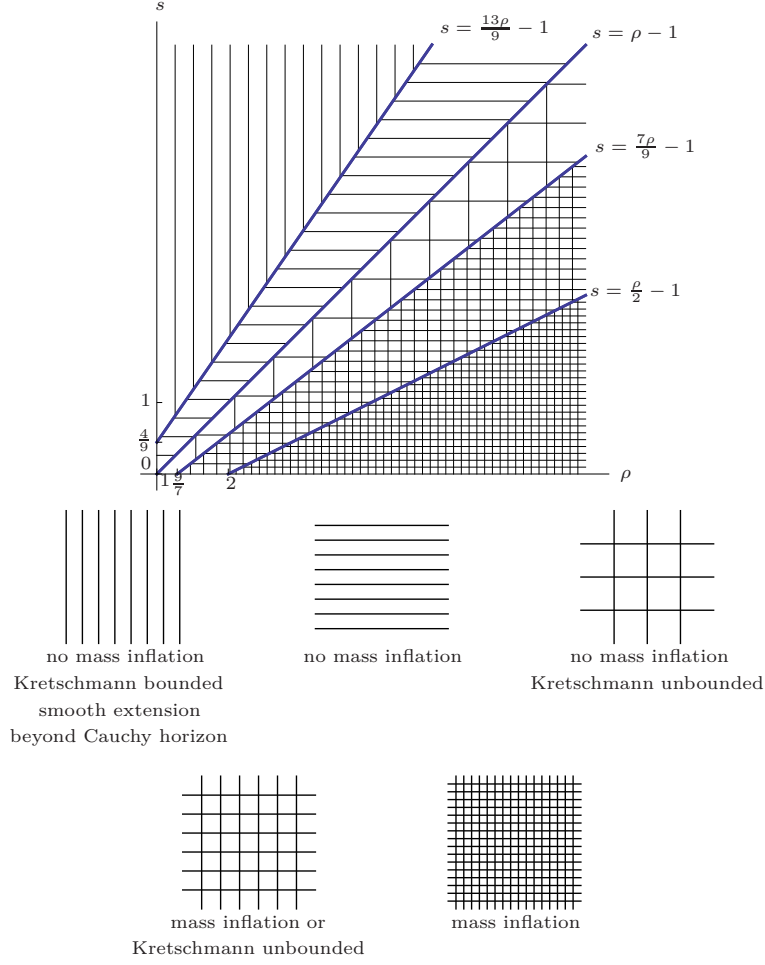 s
s = 13ρ/9 − 1
s = ρ − 1
s = 7ρ/9 − 1
s = ρ/2 − 1
1
4/9
0
1 9/7 2 ρ
no mass inflation
Kretschmann bounded
smooth extension
beyond Cauchy horizon
no mass inflation
no mass inflation
Kretschmann unbounded
mass inflation or
Kretschmann unbounded
mass inflation